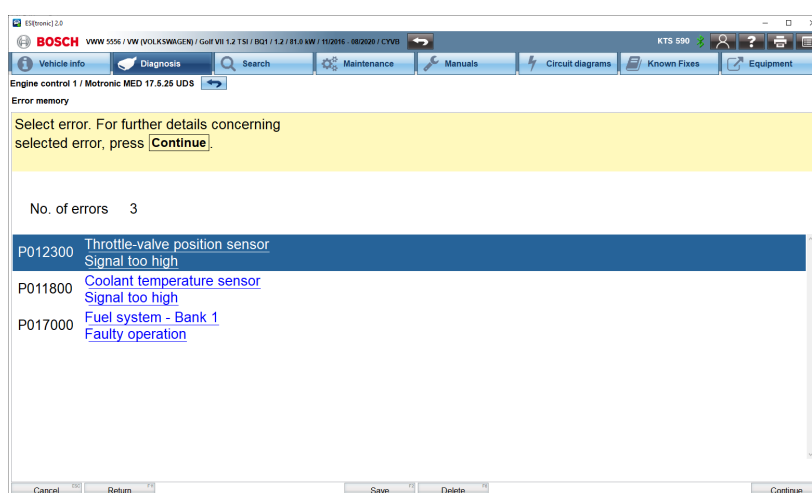 ESI[tronic] 2.0
BOSCH VWW 5556 / VW (VOLKSWAGEN) / Golf VII 1.2 TSI / BQ1 / 1.2 / 81.0 kW / 11/2016 - 08/2020 / CYVB KTS 590 ?
Vehicle info Diagnosis Search Maintenance Manuals Circuit diagrams Known Fixes Equipment
Engine control 1 / Motronic MED 17.5.25 UDS
Error memory
Select error. For further details concerning
selected error, press Continue.
No. of errors 3
P012300 Throttle-valve position sensor
Signal too high
P011800 Coolant temperature sensor
Signal too high
P017000 Fuel system - Bank 1
Faulty operation
Cancel ESC Return Save Delete Continue